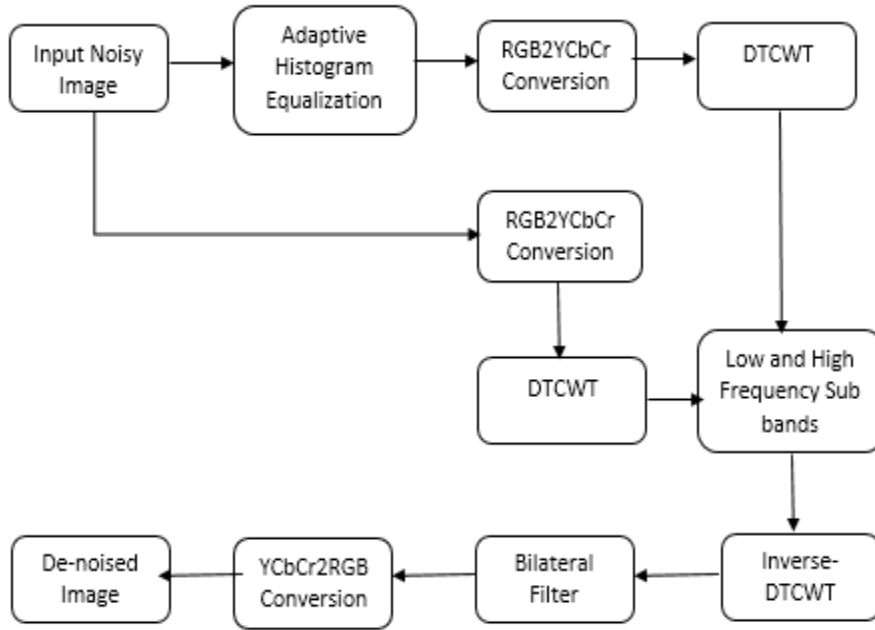 Input Noisy
Image
Adaptive
Histogram
Equalization
RGB2YCbCr
Conversion
DTCWT
RGB2YCbCr
Conversion
DTCWT
Low and High
Frequency Sub
bands
De-noised
Image
YCbCr2RGB
Conversion
Bilateral
Filter
Inverse-
DTCWT